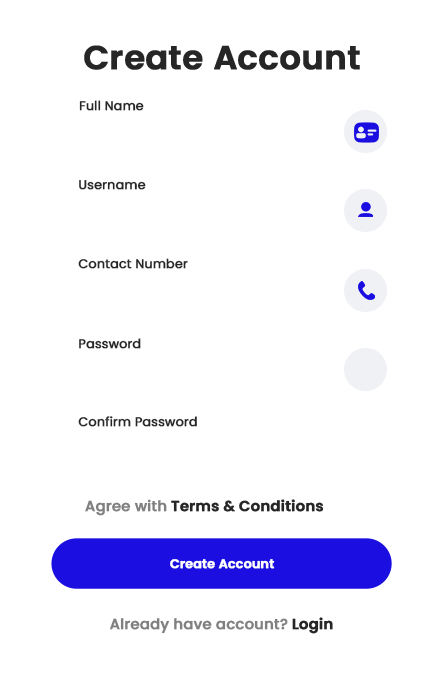 Create Account
Full Name
Username
Contact Number
Password
Confirm Password
Agree with Terms & Conditions
Create Account
Already have account? Login